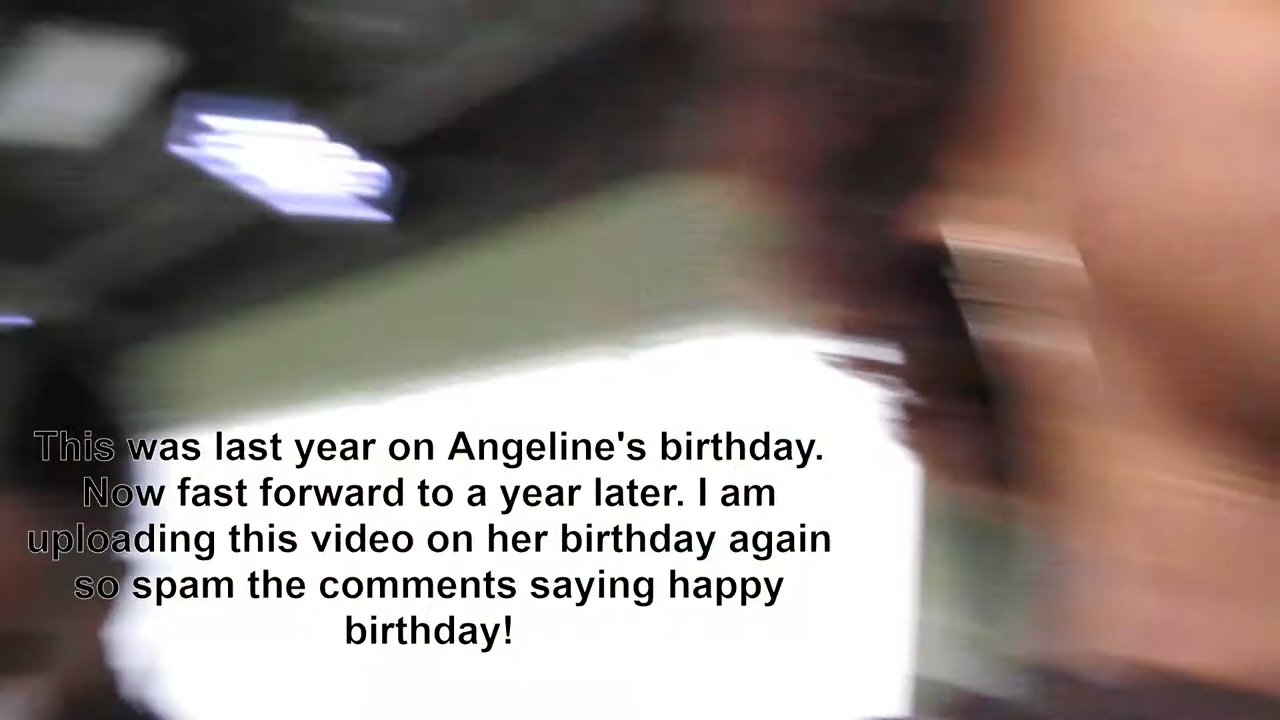 This was last year on Angeline's birthday.
Now fast forward to a year later. I am
uploading this video on her birthday again
so spam the comments saying happy
birthday!